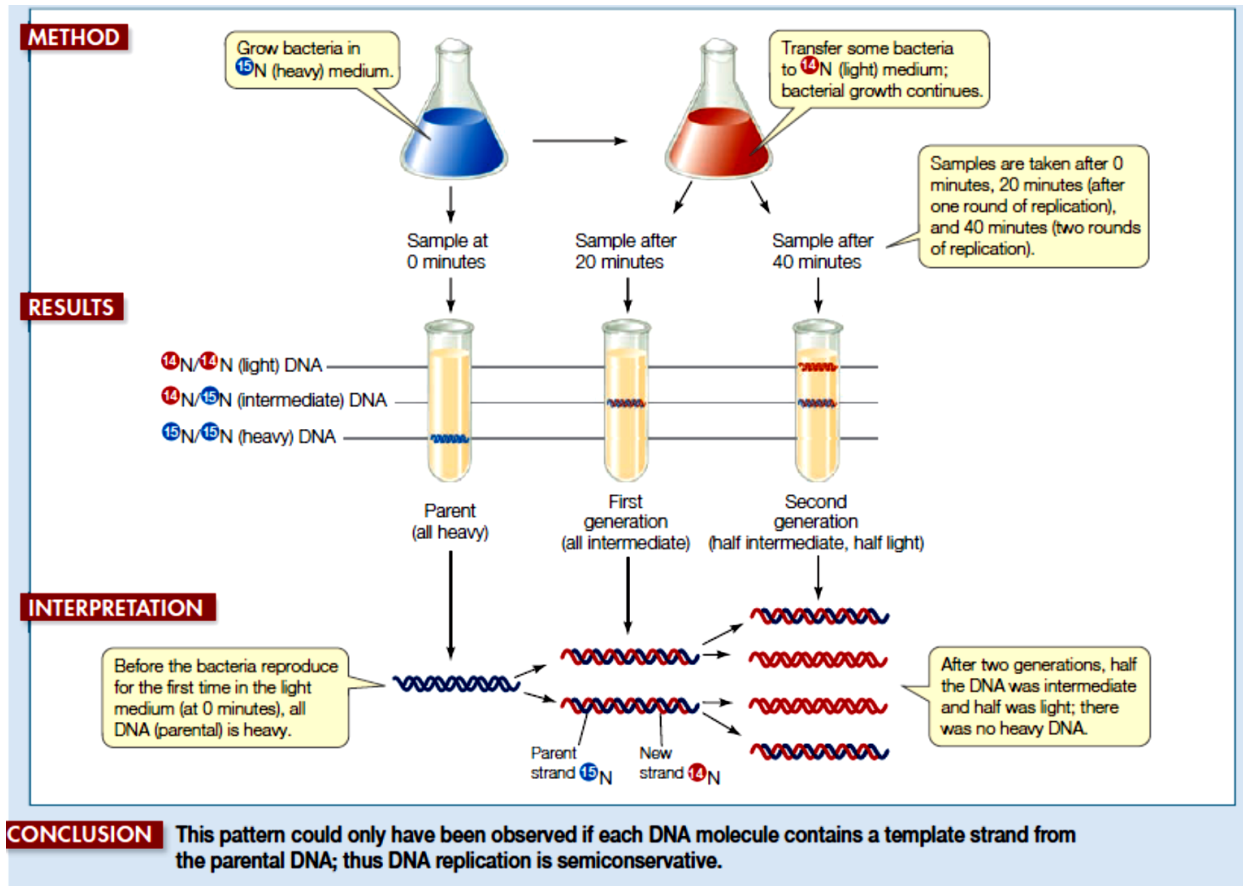 METHOD
Grow bacteria in
15N (heavy) medium.
Transfer some bacteria
to 14N (light) medium;
bacterial growth continues.
Samples are taken after 0
minutes, 20 minutes (after
one round of replication),
and 40 minutes (two rounds
of replication).
Sample at
0 minutes
Sample after
20 minutes
Sample after
40 minutes
RESULTS
14N/14N (light) DNA
14N/15N (intermediate) DNA
15N/15N (heavy) DNA
Parent
(all heavy)
First
generation
(all intermediate)
Second
generation
(half intermediate, half light)
INTERPRETATION
Before the bacteria reproduce
for the first time in the light
medium (at 0 minutes), all
DNA (parental) is heavy.
Parent
strand 15N
New
strand 14N
After two generations, half
the DNA was intermediate
and half was light; there
was no heavy DNA.
CONCLUSION
This pattern could only have been observed if each DNA molecule contains a template strand from
the parental DNA; thus DNA replication is semiconservative.